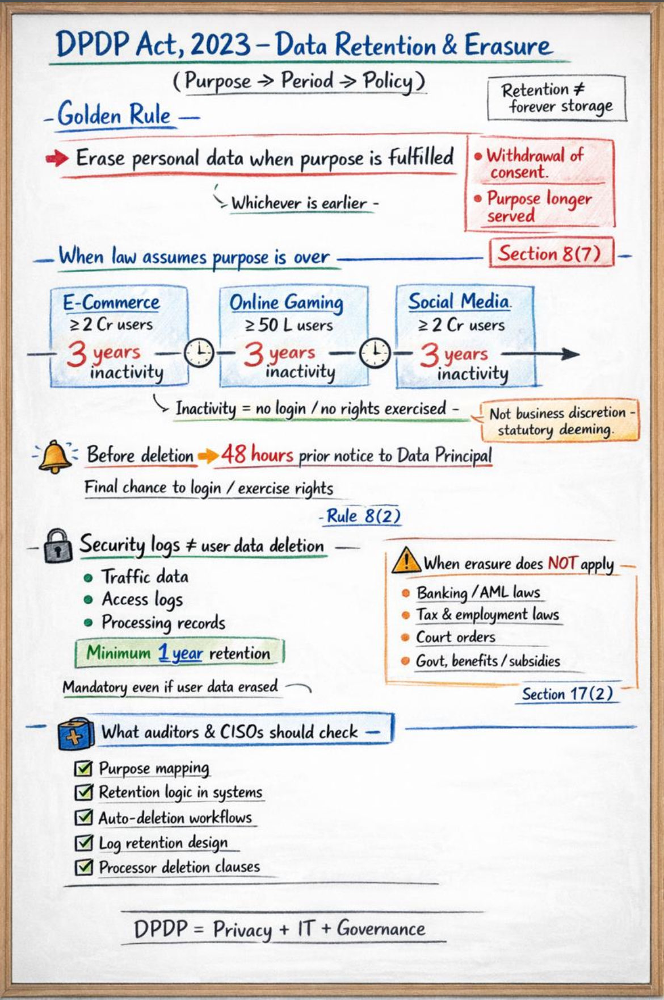 DPDP Act, 2023 – Data Retention & Erasure
(Purpose → Period → Policy)
Retention ≠
forever storage
- Golden Rule —
Erase personal data when purpose is fulfilled
Whichever is earlier -
• Withdrawal of
consent.
• Purpose longer
served
When law assumes purpose is over
Section 8(7)
E-Commerce
≥ 2 Cr users
3 years
inactivity
Online Gaming
≥ 50 L users
3 years
inactivity
Social Media.
≥ 2 Cr users
3 years
inactivity
Inactivity = no login / no rights exercised -
Not business discretion -
statutory deeming.
Before deletion → 48 hours prior notice to Data Principal
Final chance to login / exercise rights
- Rule 8(2)
Security logs ≠ user data deletion —
• Traffic data
• Access logs
• Processing records
Minimum 1 year retention
Mandatory even if user data erased
When erasure does NOT apply
• Banking / AML laws
• Tax & employment laws
• Court orders
• Govt, benefits / subsidies
Section 17(2)
What auditors & CISOs should check —
Purpose mapping
Retention logic in systems
Auto-deletion workflows
Log retention design
Processor deletion clauses
DPDP = Privacy + IT + Governance